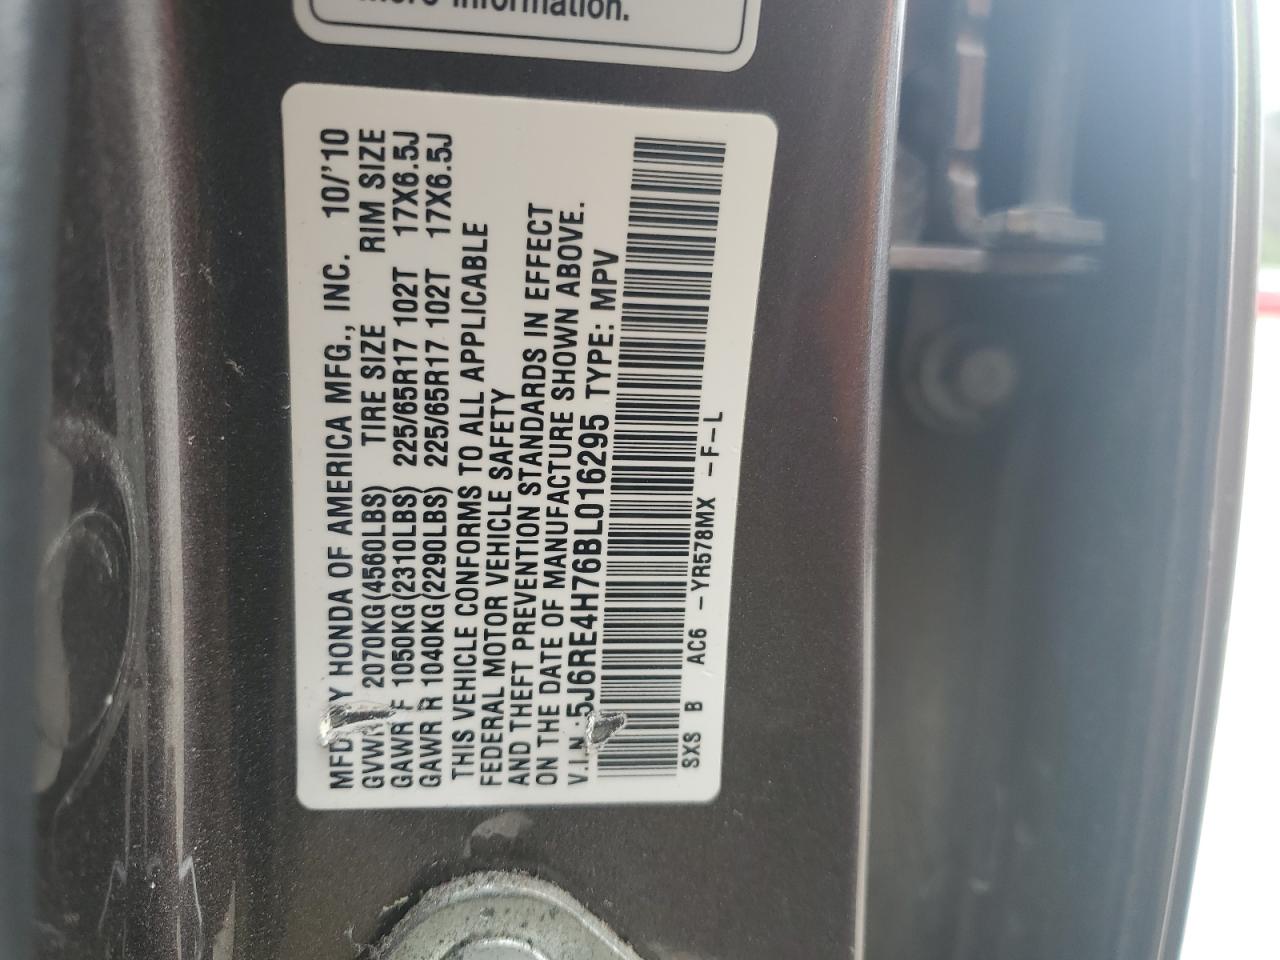 more information.
MFD BY HONDA OF AMERICA MFG., INC. 10/'10
GVWR 2070KG(4560LBS) TIRE SIZE RIM SIZE
GAWR F 1050KG(2310LBS) 225/65R17 102T 17X6.5J
GAWR R 1040KG(2290LBS) 225/65R17 102T 17X6.5J
THIS VEHICLE CONFORMS TO ALL APPLICABLE
FEDERAL MOTOR VEHICLE SAFETY
AND THEFT PREVENTION STANDARDS IN EFFECT
ON THE DATE OF MANUFACTURE SHOWN ABOVE.
V.I.N.:5J6RE4H76BL016295 TYPE: MPV
SXS B AC6 -YR578MX -F-L